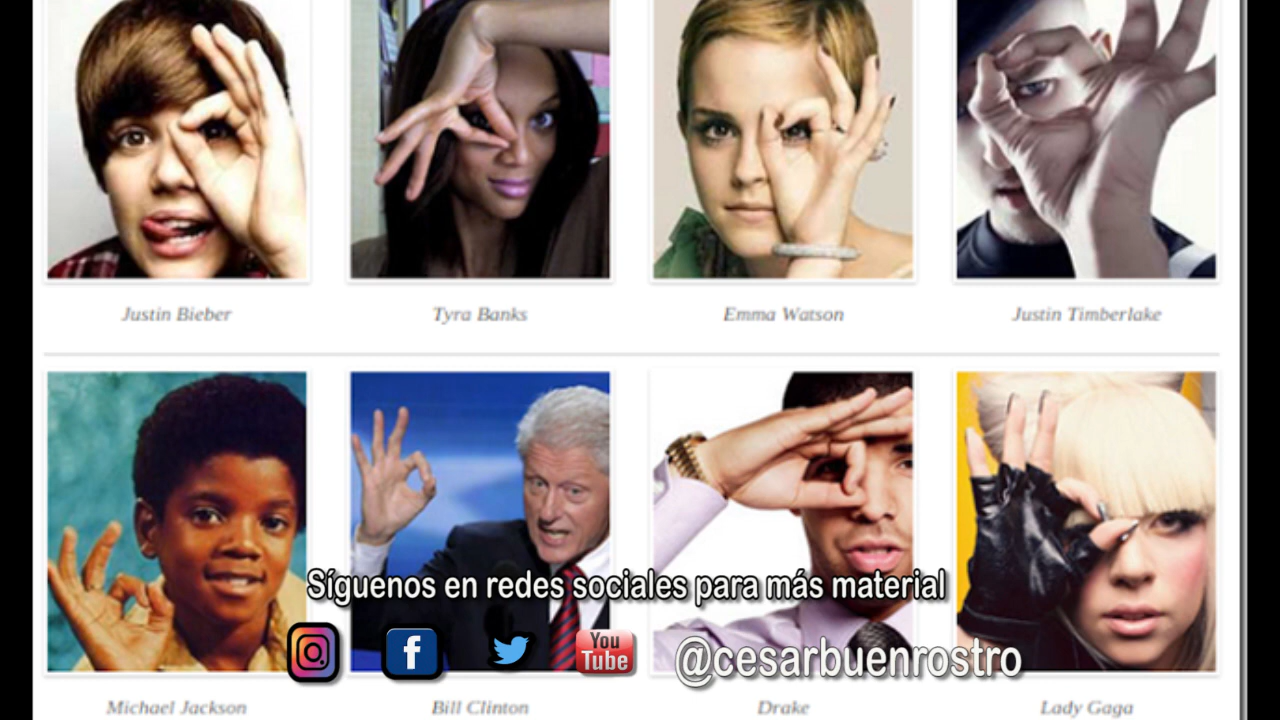 Justin Bieber
Tyra Banks
Emma Watson
Justin Timberlake
Síguenos en redes sociales para más material
You
Tube
@cesarbuenrostro
Michael Jackson
Bill Clinton
Drake
Lady Gaga